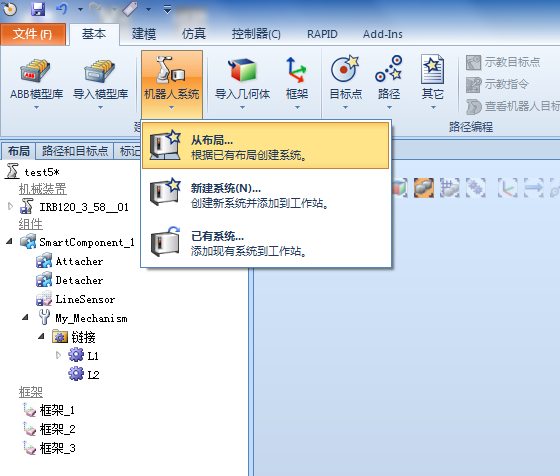 文件(F) 基本 建模 仿真 控制器(C) RAPID Add-Ins
ABB模型库 导入模型库 机器人系统 导入几何体 框架 目标点 路径 其它
示教目标点
示教指令
查看机器人目标
建
路径编程
从布局...
根据已有布局创建系统。
新建系统(N)...
创建新系统并添加到工作站。
已有系统...
添加现有系统到工作站。
布局 路径和目标点 标记
test5*
机械装置
IRB120_3_58__01
组件
SmartComponent_1
Attacher
Detacher
LineSensor
My_Mechanism
链接
L1
L2
框架
框架_1
框架_2
框架_3